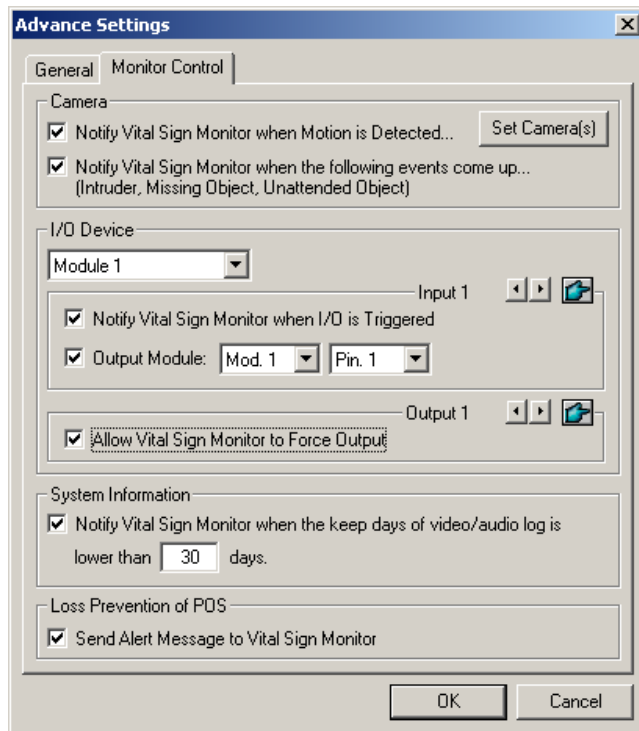 Advance Settings
General
Monitor Control
Camera
Notify Vital Sign Monitor when Motion is Detected...
Set Camera(s)
Notify Vital Sign Monitor when the following events come up...
(Intruder, Missing Object, Unattended Object)
I/O Device
Module 1
Input 1
Notify Vital Sign Monitor when I/O is Triggered
Output Module: Mod. 1 Pin. 1
Output 1
Allow Vital Sign Monitor to Force Output
System Information
Notify Vital Sign Monitor when the keep days of video/audio log is
lower than 30 days.
Loss Prevention of POS
Send Alert Message to Vital Sign Monitor
OK
Cancel